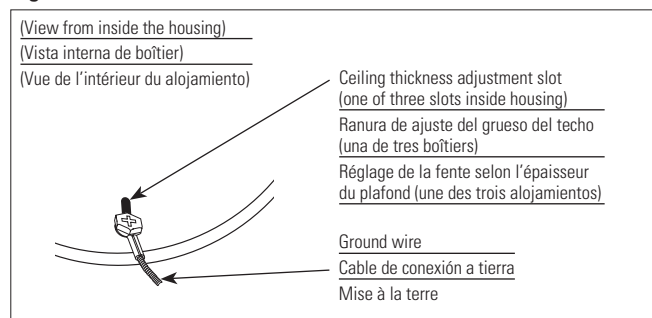 (View from inside the housing)
(Vista interna de boîtier)
(Vue de l'intérieur du alojamiento)
Ceiling thickness adjustment slot
(one of three slots inside housing)
Ranura de ajuste del grueso del techo
(una de tres boîtiers)
Réglage de la fente selon l'épaisseur
du plafond (une des trois alojamientos)
Ground wire
Cable de conexión a tierra
Mise à la terre